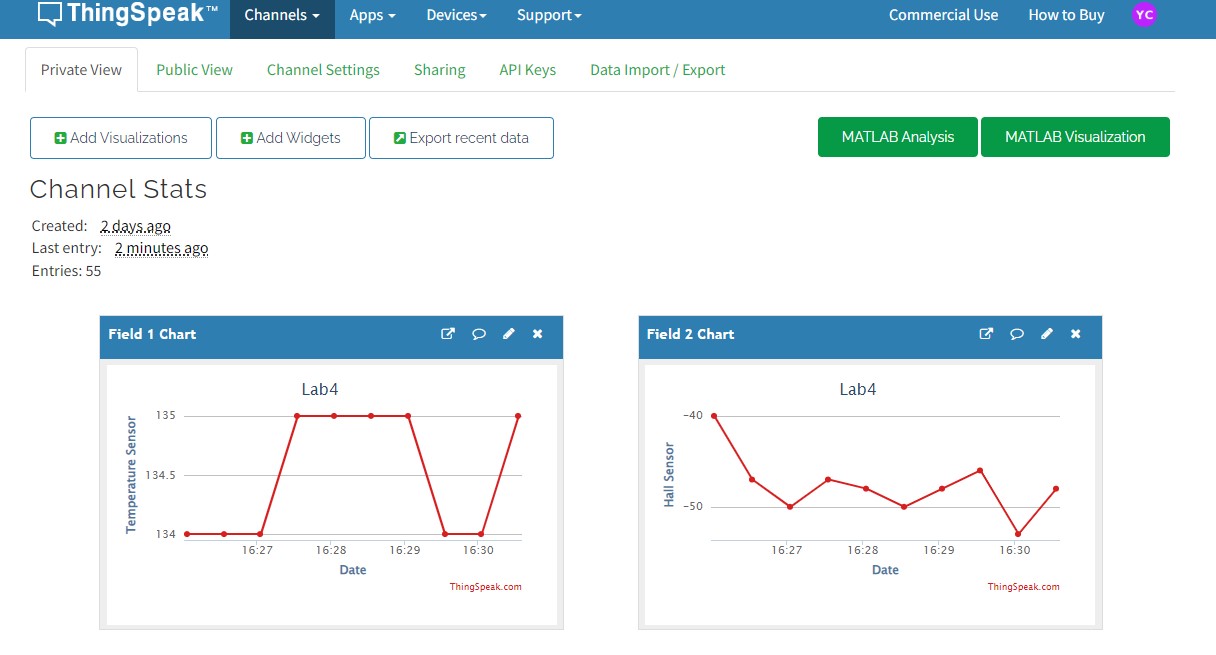 ThingSpeak™ Channels Apps Devices Support Commercial Use How to Buy YC
Private View Public View Channel Settings Sharing API Keys Data Import / Export
Add Visualizations Add Widgets Export recent data MATLAB Analysis MATLAB Visualization
Channel Stats
Created: 2 days ago
Last entry: 2 minutes ago
Entries: 55
Field 1 Chart
Lab4
Temperature Sensor
135
134.5
134
16:27 16:28 16:29 16:30
Date
ThingSpeak.com
Field 2 Chart
Lab4
Hall Sensor
-40
-50
16:27 16:28 16:29 16:30
Date
ThingSpeak.com